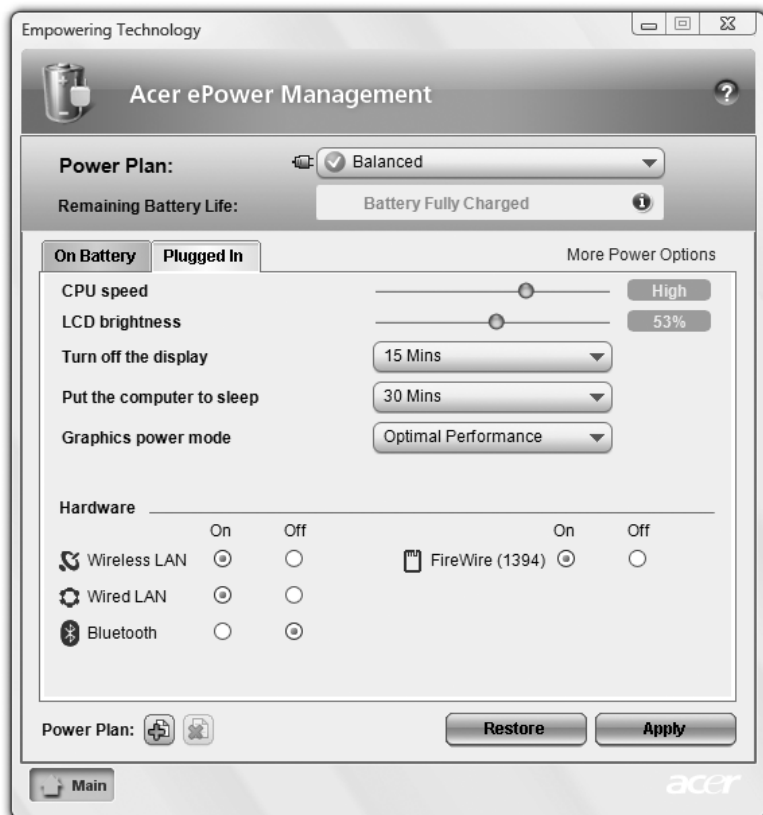 Empowering Technology
Acer ePower Management
?
Power Plan: Balanced
Remaining Battery Life: Battery Fully Charged i
On Battery Plugged In More Power Options
CPU speed High
LCD brightness 53%
Turn off the display 15 Mins
Put the computer to sleep 30 Mins
Graphics power mode Optimal Performance
Hardware
On Off On Off
Wireless LAN FireWire (1394)
Wired LAN
Bluetooth
Power Plan: Restore Apply
Main acer